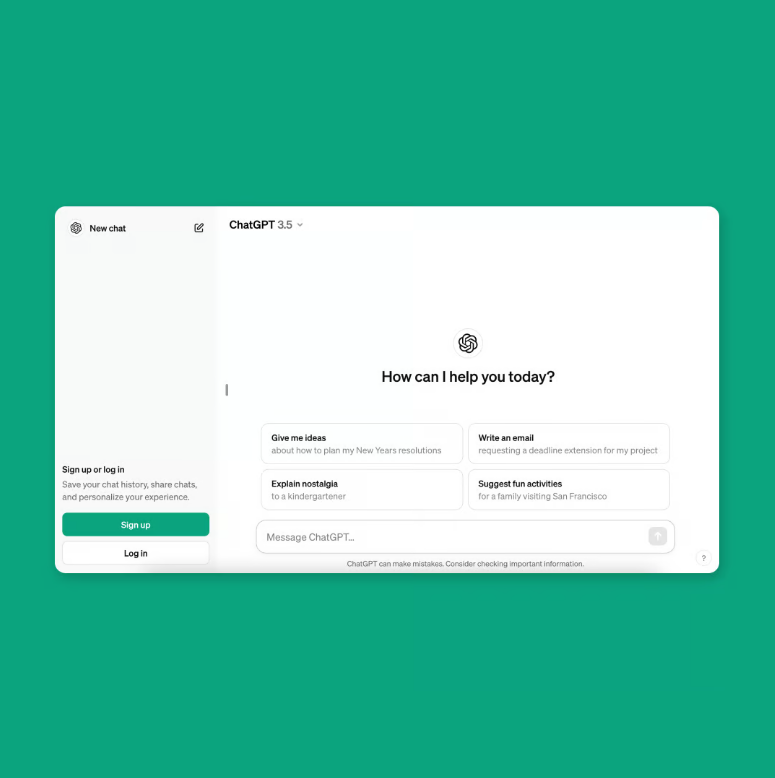 New chat
ChatGPT 3.5
How can I help you today?
Give me ideas
about how to plan my New Years resolutions
Write an email
requesting a deadline extension for my project
Explain nostalgia
to a kindergartener
Suggest fun activities
for a family visiting San Francisco
Sign up or log in
Save your chat history, share chats,
and personalize your experience.
Sign up
Log in
Message ChatGPT...
ChatGPT can make mistakes. Consider checking important information.
?